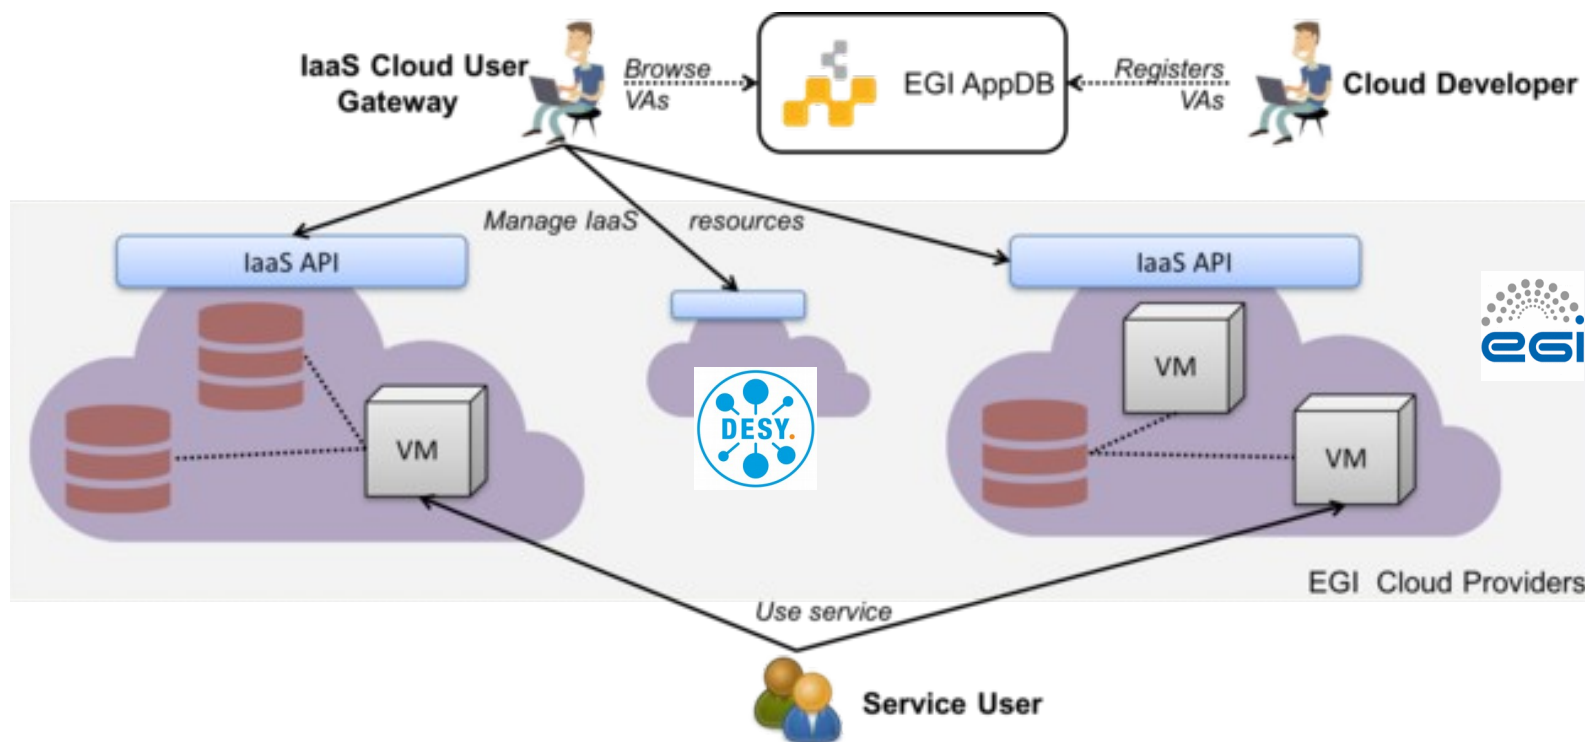 IaaS Cloud User
Gateway
Browse
VAs
EGI AppDB
Registers
VAs
Cloud Developer
Manage IaaS resources
IaaS API
IaaS API
VM
VM
VM
DESY.
egi
EGI Cloud Providers
Use service
Service User